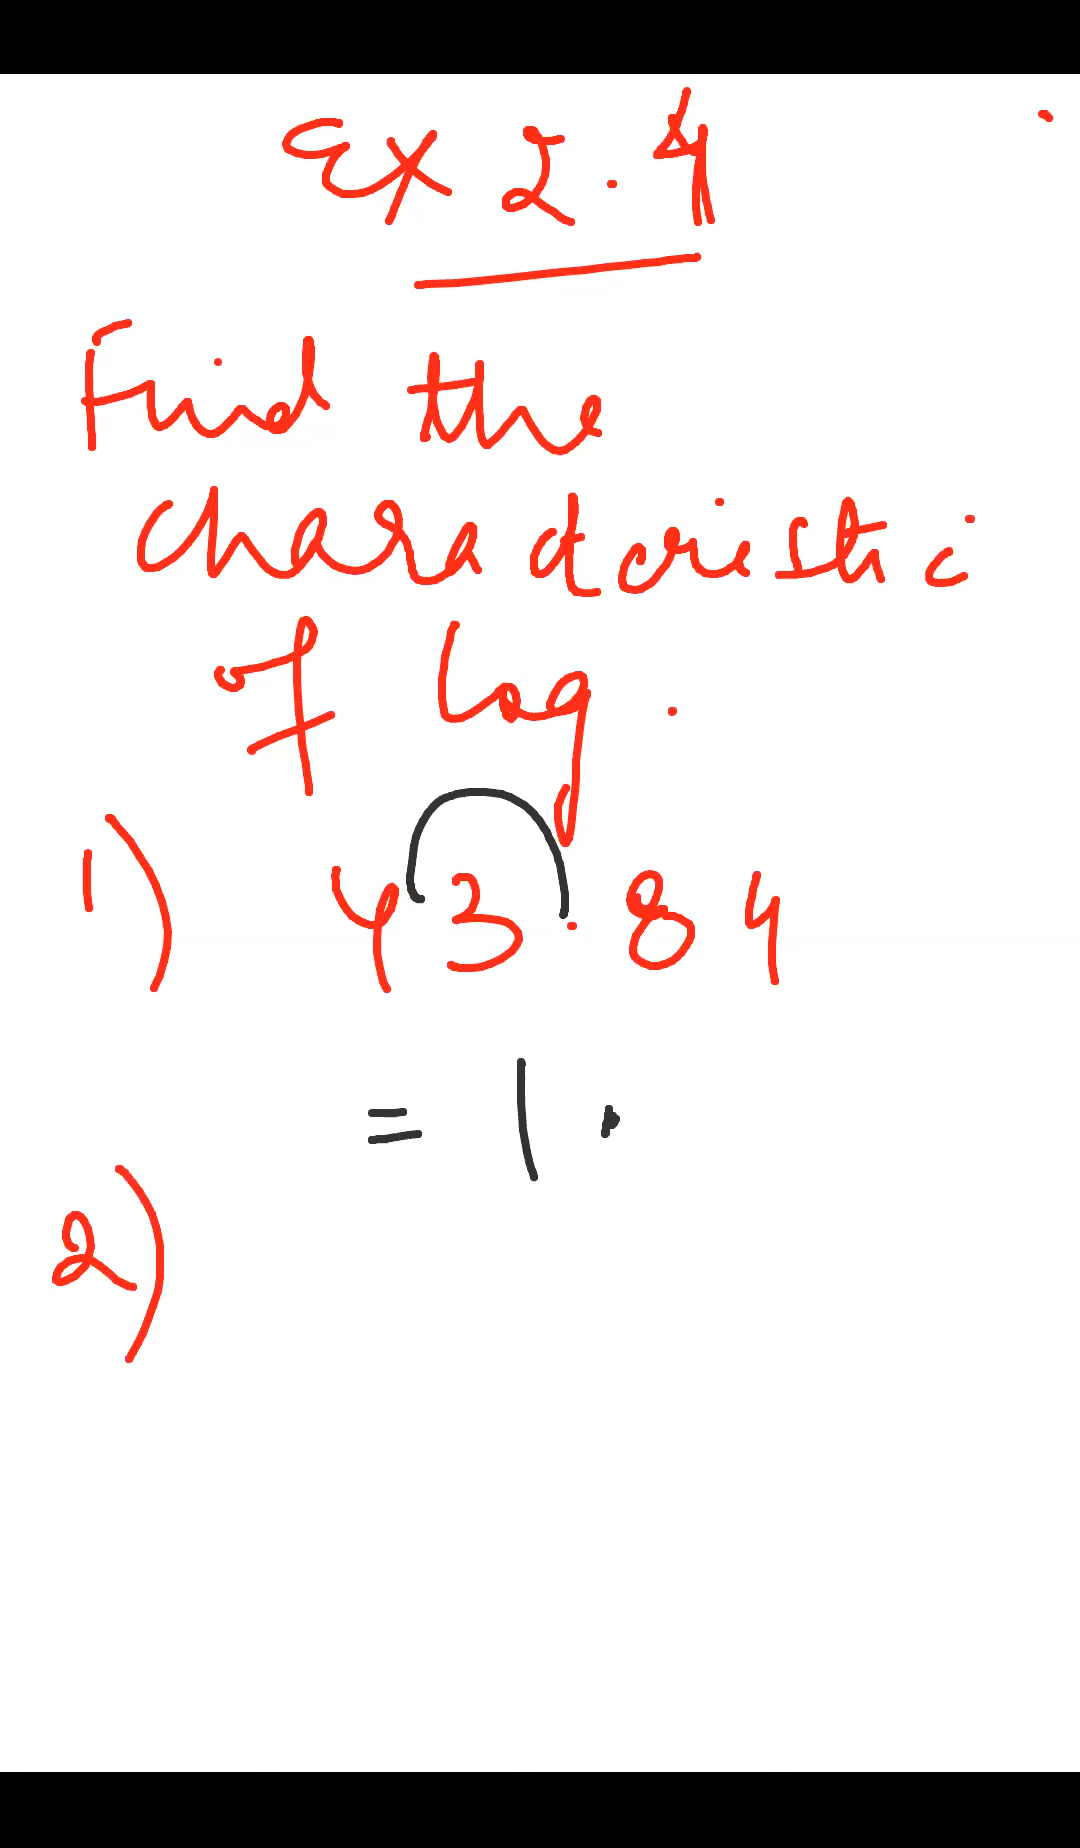 Ex 2.4
Find the
characteristic
of log.
1) 43.84
= 1.
2)